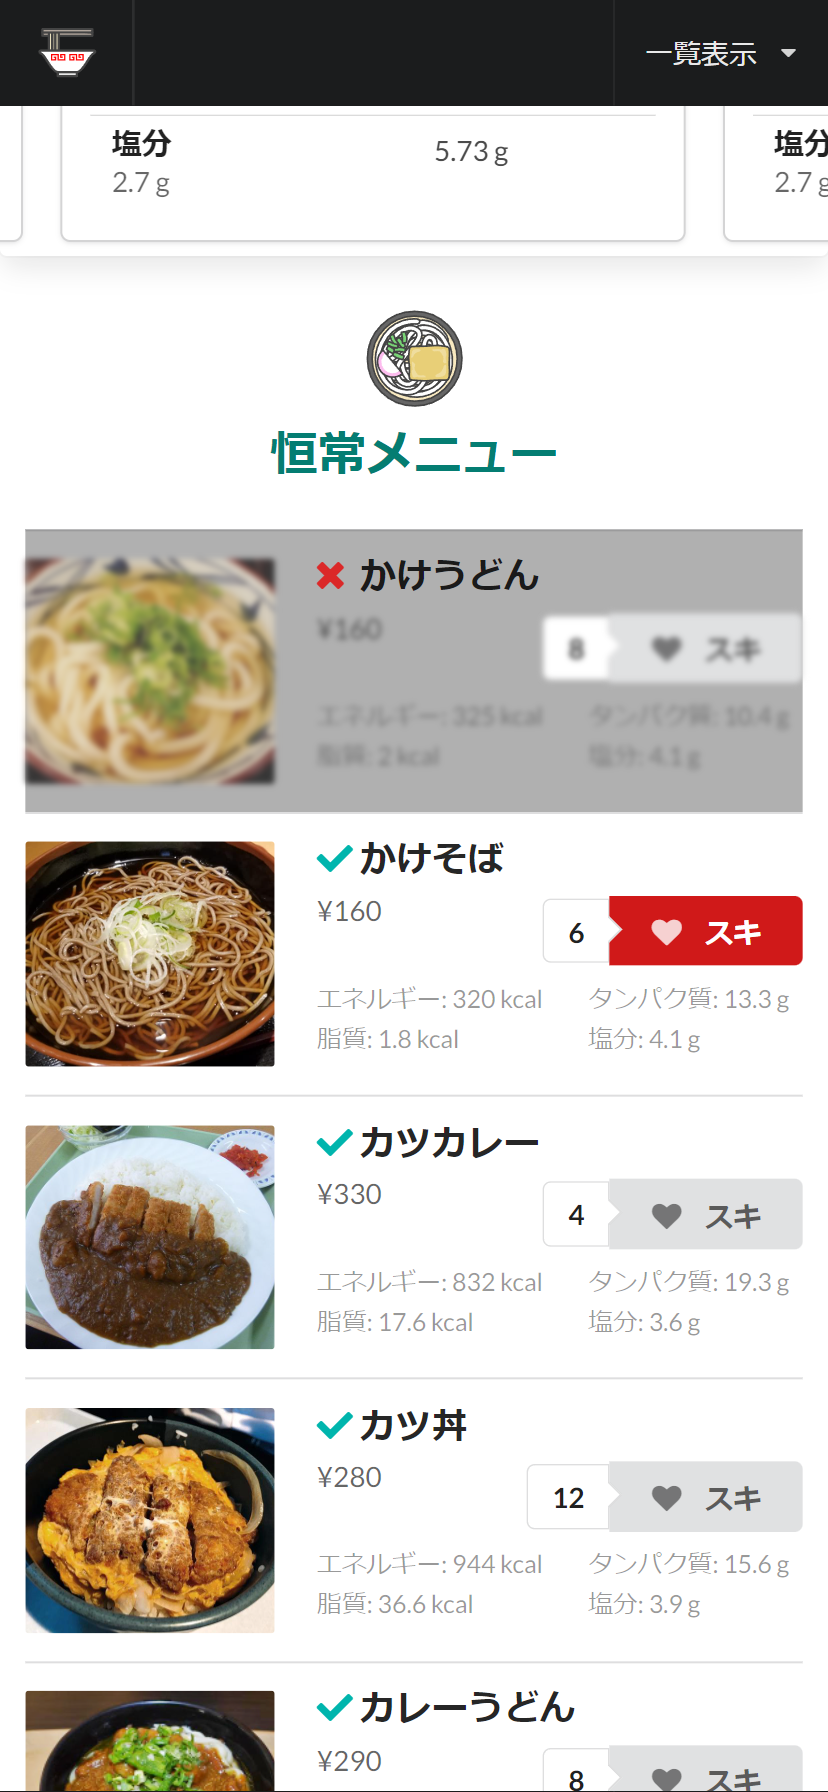 一覧表示
塩分
2.7 g
5.73 g
塩分
2.7 g
恒常メニュー
かけうどん
¥160
8 スキ
エネルギー: 325 kcal タンパク質: 10.4 g
脂質: 2 kcal 塩分: 4.1 g
かけそば
¥160
6 スキ
エネルギー: 320 kcal タンパク質: 13.3 g
脂質: 1.8 kcal 塩分: 4.1 g
カツカレー
¥330
4 スキ
エネルギー: 832 kcal タンパク質: 19.3 g
脂質: 17.6 kcal 塩分: 3.6 g
カツ丼
¥280
12 スキ
エネルギー: 944 kcal タンパク質: 15.6 g
脂質: 36.6 kcal 塩分: 3.9 g
カレーうどん
¥290
8 スキ